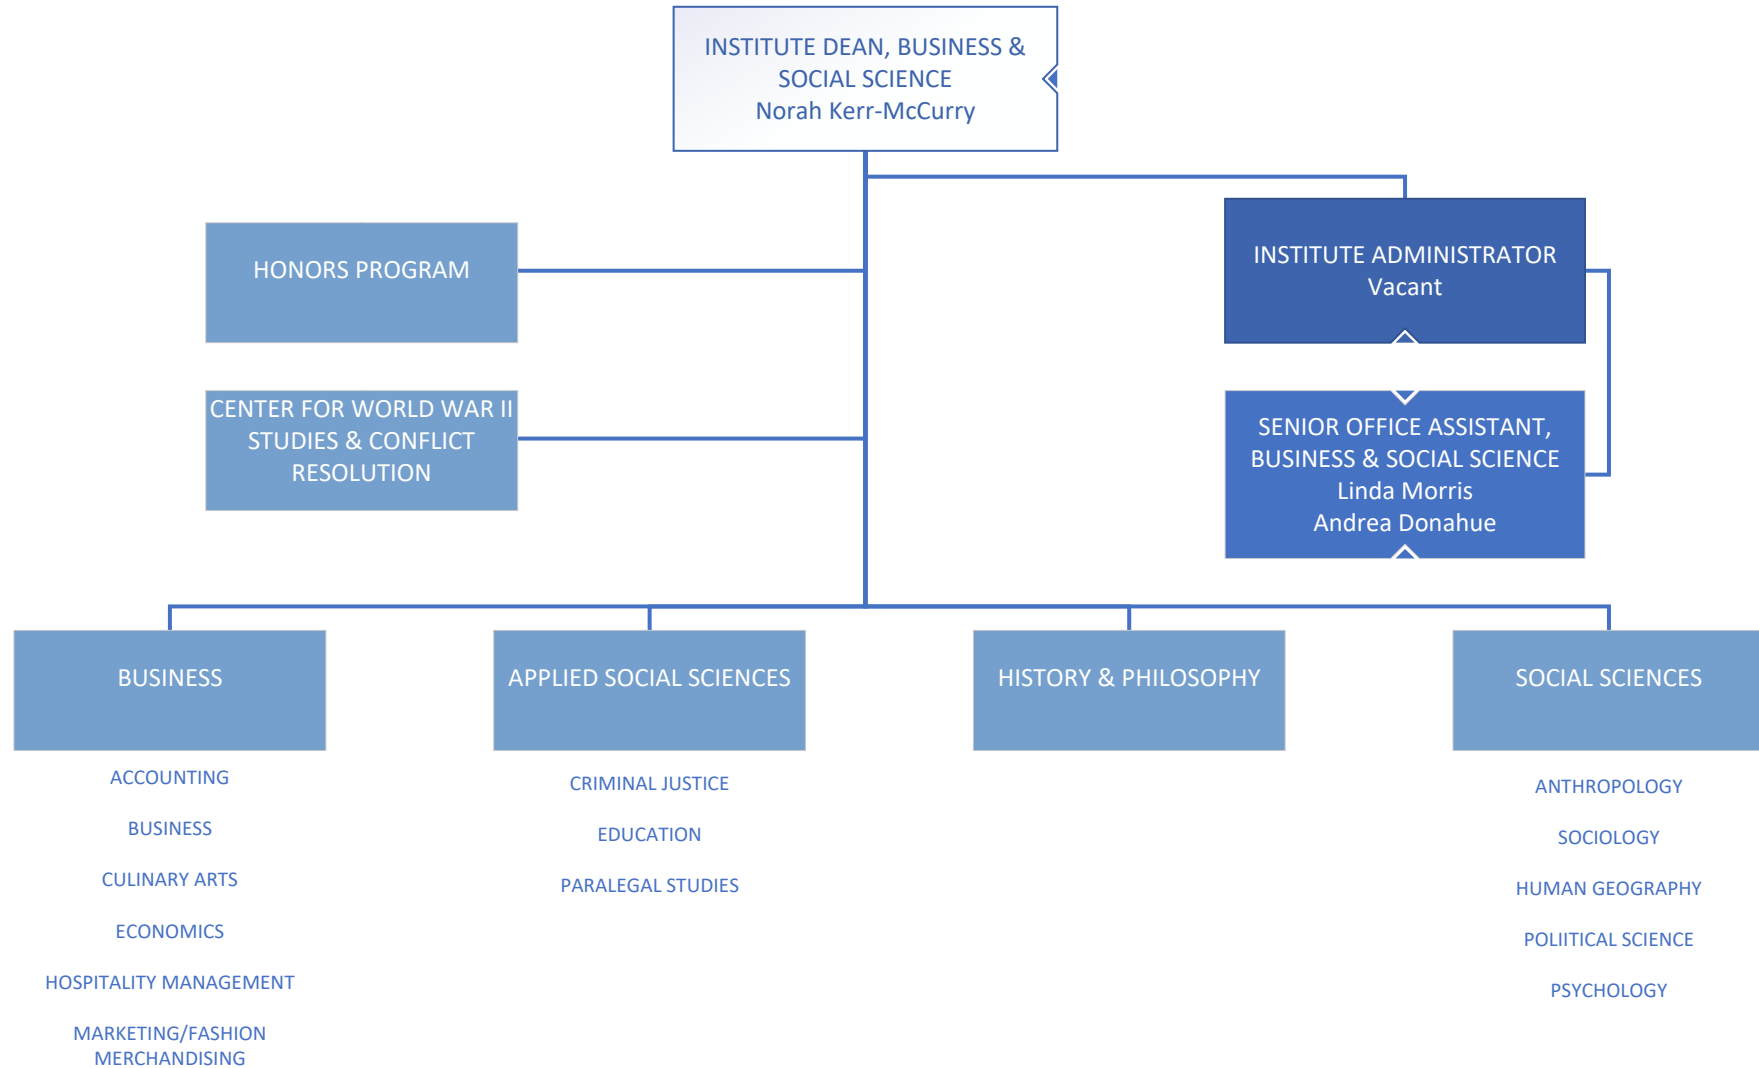 INSTITUTE DEAN, BUSINESS &
SOCIAL SCIENCE
Norah Kerr-McCurry
HONORS PROGRAM
INSTITUTE ADMINISTRATOR
Vacant
CENTER FOR WORLD WAR II
STUDIES & CONFLICT
RESOLUTION
SENIOR OFFICE ASSISTANT,
BUSINESS & SOCIAL SCIENCE
Linda Morris
Andrea Donahue
BUSINESS
ACCOUNTING
BUSINESS
CULINARY ARTS
ECONOMICS
HOSPITALITY MANAGEMENT
MARKETING/FASHION
MERCHANDISING
APPLIED SOCIAL SCIENCES
CRIMINAL JUSTICE
EDUCATION
PARALEGAL STUDIES
HISTORY & PHILOSOPHY
SOCIAL SCIENCES
ANTHROPOLOGY
SOCIOLOGY
HUMAN GEOGRAPHY
POLIITICAL SCIENCE
PSYCHOLOGY